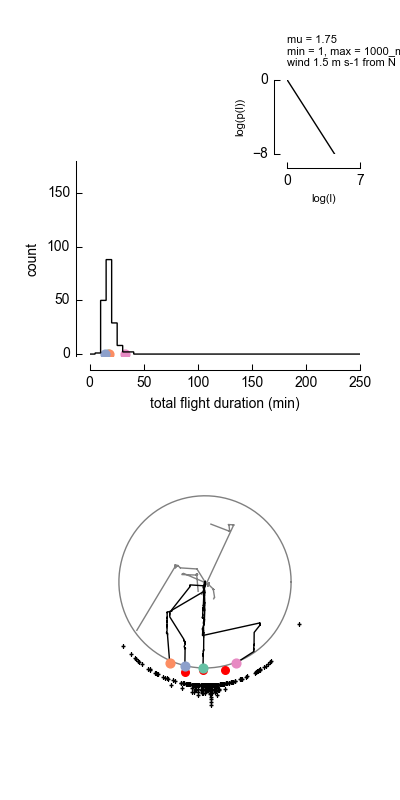 mu = 1.75
min = 1, max = 1000_m
wind 1.5 m s-1 from N
0
−8
log(p(l))
0
7
log(l)
150
100
50
0
count
0
50
100
150
200
250
total flight duration (min)